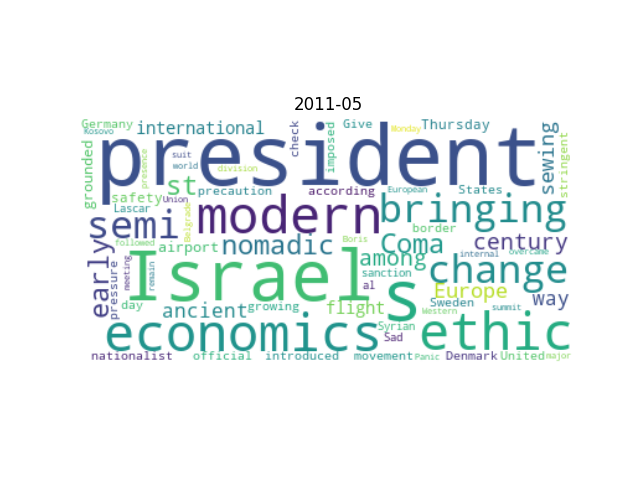 2011-05
Germany
Kosovo
international
check
imposed
Give
Monday
Thursday
sewing
stringent
grounded
president
presence
suit
world
division
st
safety
Union
precaution
according
European
States
Lascar
semi
modern
bringing
Belgrade
border
early
pressure
followed
airport
nomadic
Boris
Coma
century
internal
overcame
meeting
remain
Israel
among
sanction
al
change
day
ancient
growing
flight
s
Europe
Sweden
way
Western
summit
economics
Syrian
Sad
ethic
nationalist
official
introduced
movement
Panic
Denmark
United
major